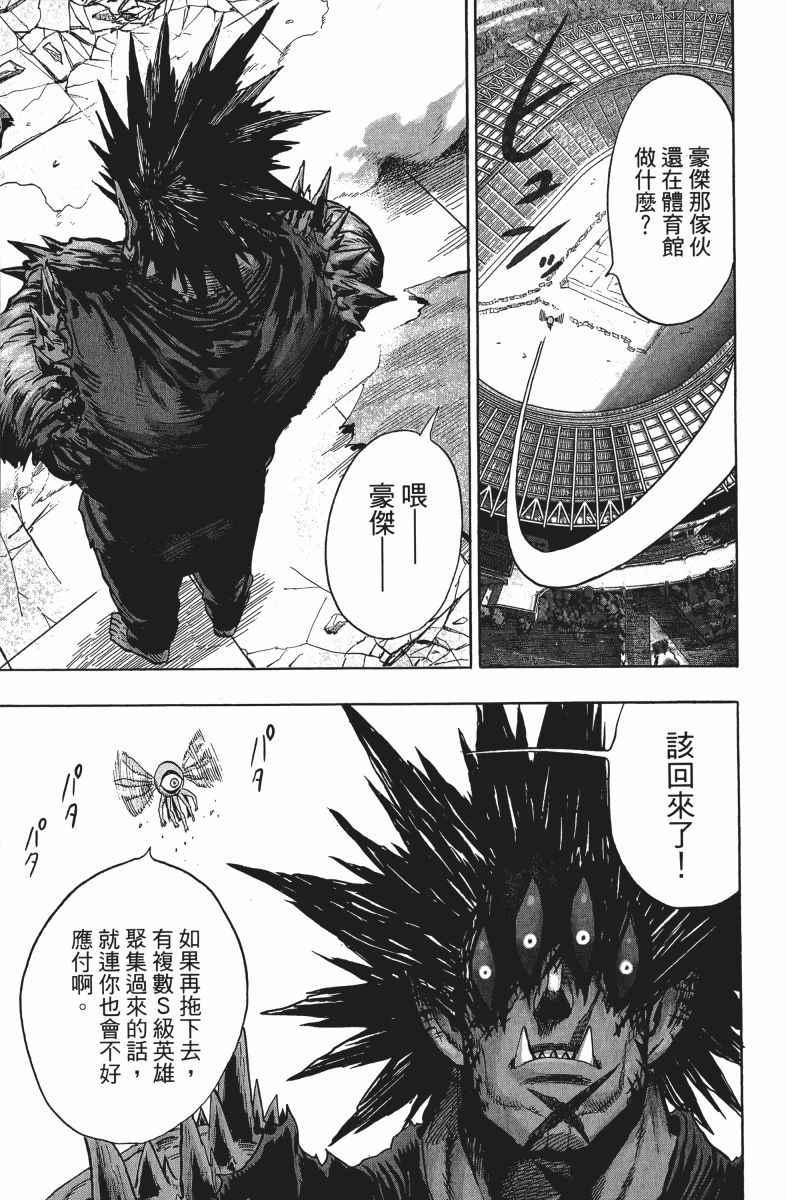 豪傑那傢伙
還在體育館
做什麼？
ビュン
喂——
豪傑——
該回來了！
パタ
パタ
パタ
如果再拖下去，
有複數Ｓ級英雄
聚集過來的話，
就連你也會不好
應付啊。